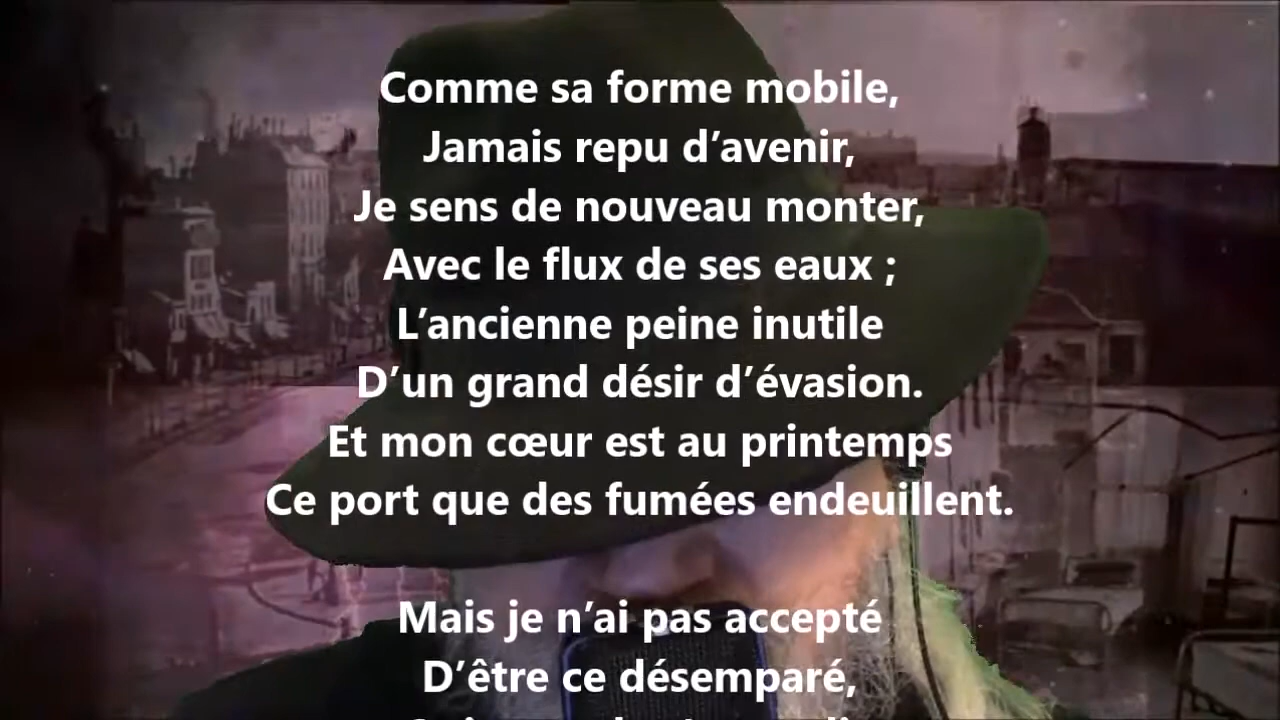 Comme sa forme mobile,
Jamais repu d’avenir,
Je sens de nouveau monter,
Avec le flux de ses eaux ;
L’ancienne peine inutile
D’un grand désir d’évasion.
Et mon cœur est au printemps
Ce port que des fumées endeuillent.
Mais je n’ai pas accepté
D’être ce désemparé,